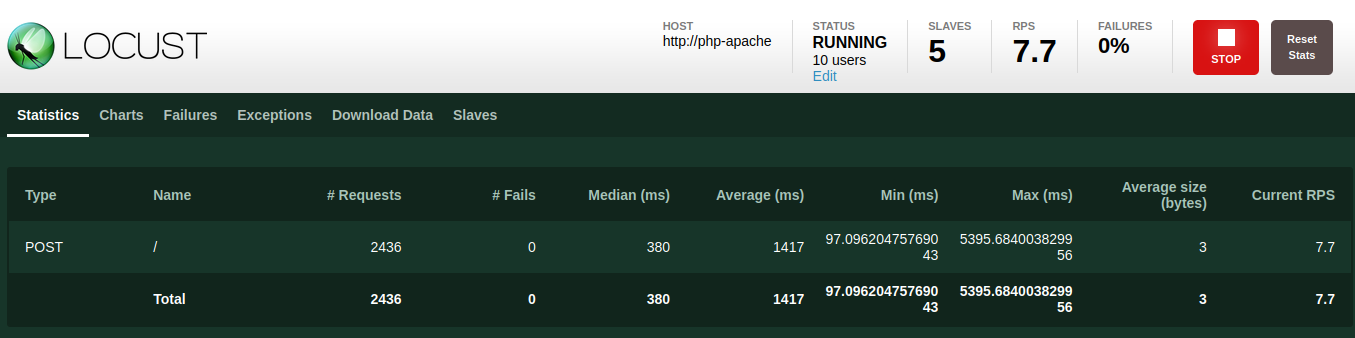 LOCUST
HOST
http://php-apache
STATUS
RUNNING
10 users
Edit
SLAVES
5
RPS
7.7
FAILURES
0%
STOP
Reset
Stats
Statistics Charts Failures Exceptions Download Data Slaves
Type Name # Requests # Fails Median (ms) Average (ms) Min (ms) Max (ms) Average size (bytes) Current RPS
POST / 2436 0 380 1417 97.09620475769043 5395.684003829956 3 7.7
Total 2436 0 380 1417 97.09620475769043 5395.684003829956 3 7.7